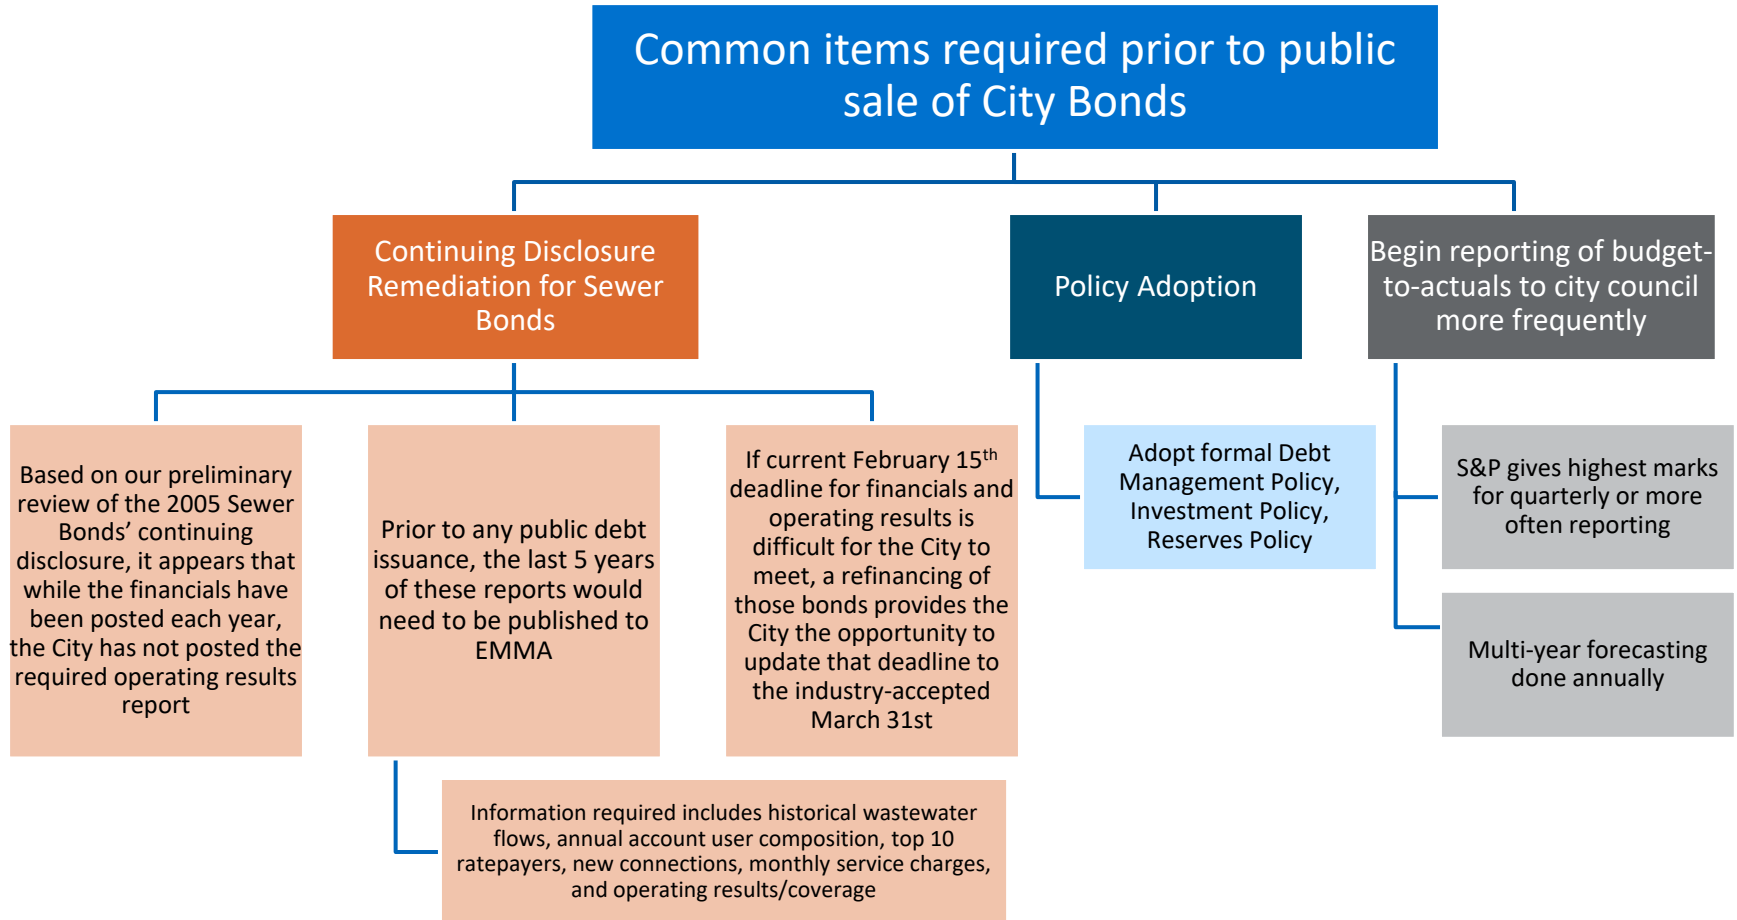 Common items required prior to public
sale of City Bonds
Continuing Disclosure
Remediation for Sewer
Bonds
Based on our preliminary
review of the 2005 Sewer
Bonds’ continuing
disclosure, it appears that
while the financials have
been posted each year,
the City has not posted the
required operating results
report
Prior to any public debt
issuance, the last 5 years
of these reports would
need to be published to
EMMA
Information required includes historical wastewater
flows, annual account user composition, top 10
ratepayers, new connections, monthly service charges,
and operating results/coverage
If current February 15th
deadline for financials and
operating results is
difficult for the City to
meet, a refinancing of
those bonds provides the
City the opportunity to
update that deadline to
the industry-accepted
March 31st
Policy Adoption
Adopt formal Debt
Management Policy,
Investment Policy,
Reserves Policy
Begin reporting of budget-
to-actuals to city council
more frequently
S&P gives highest marks
for quarterly or more
often reporting
Multi-year forecasting
done annually